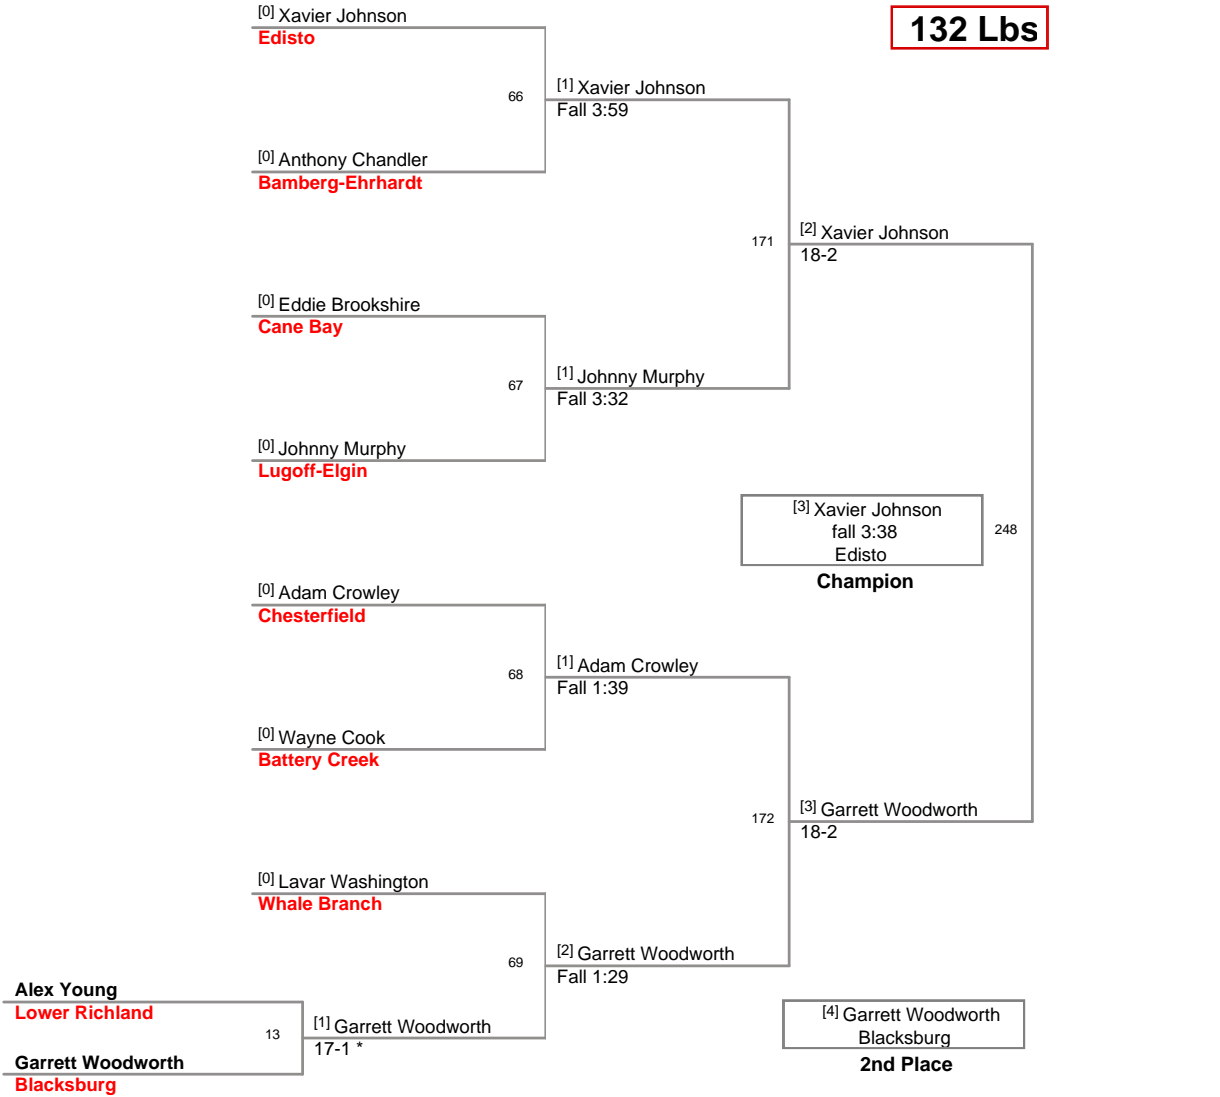 [0] Xavier Johnson
Edisto
132 Lbs
66
[1] Xavier Johnson
Fall 3:59
[0] Anthony Chandler
Bamberg-Ehrhardt
171
[2] Xavier Johnson
18-2
[0] Eddie Brookshire
Cane Bay
67
[1] Johnny Murphy
Fall 3:32
[0] Johnny Murphy
Lugoff-Elgin
[3] Xavier Johnson
fall 3:38
Edisto
248
Champion
[0] Adam Crowley
Chesterfield
68
[1] Adam Crowley
Fall 1:39
[0] Wayne Cook
Battery Creek
172
[3] Garrett Woodworth
18-2
[0] Lavar Washington
Whale Branch
69
[2] Garrett Woodworth
Fall 1:29
Alex Young
Lower Richland
13
[1] Garrett Woodworth
17-1 *
Garrett Woodworth
Blacksburg
[4] Garrett Woodworth
Blacksburg
2nd Place